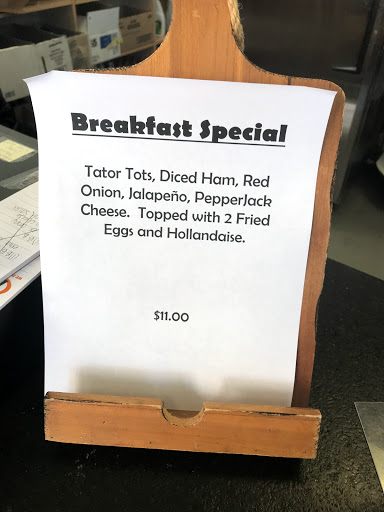 Breakfast Special
Tator Tots, Diced Ham, Red
Onion, Jalapeño, PepperJack
Cheese. Topped with 2 Fried
Eggs and Hollandaise.
$11.00